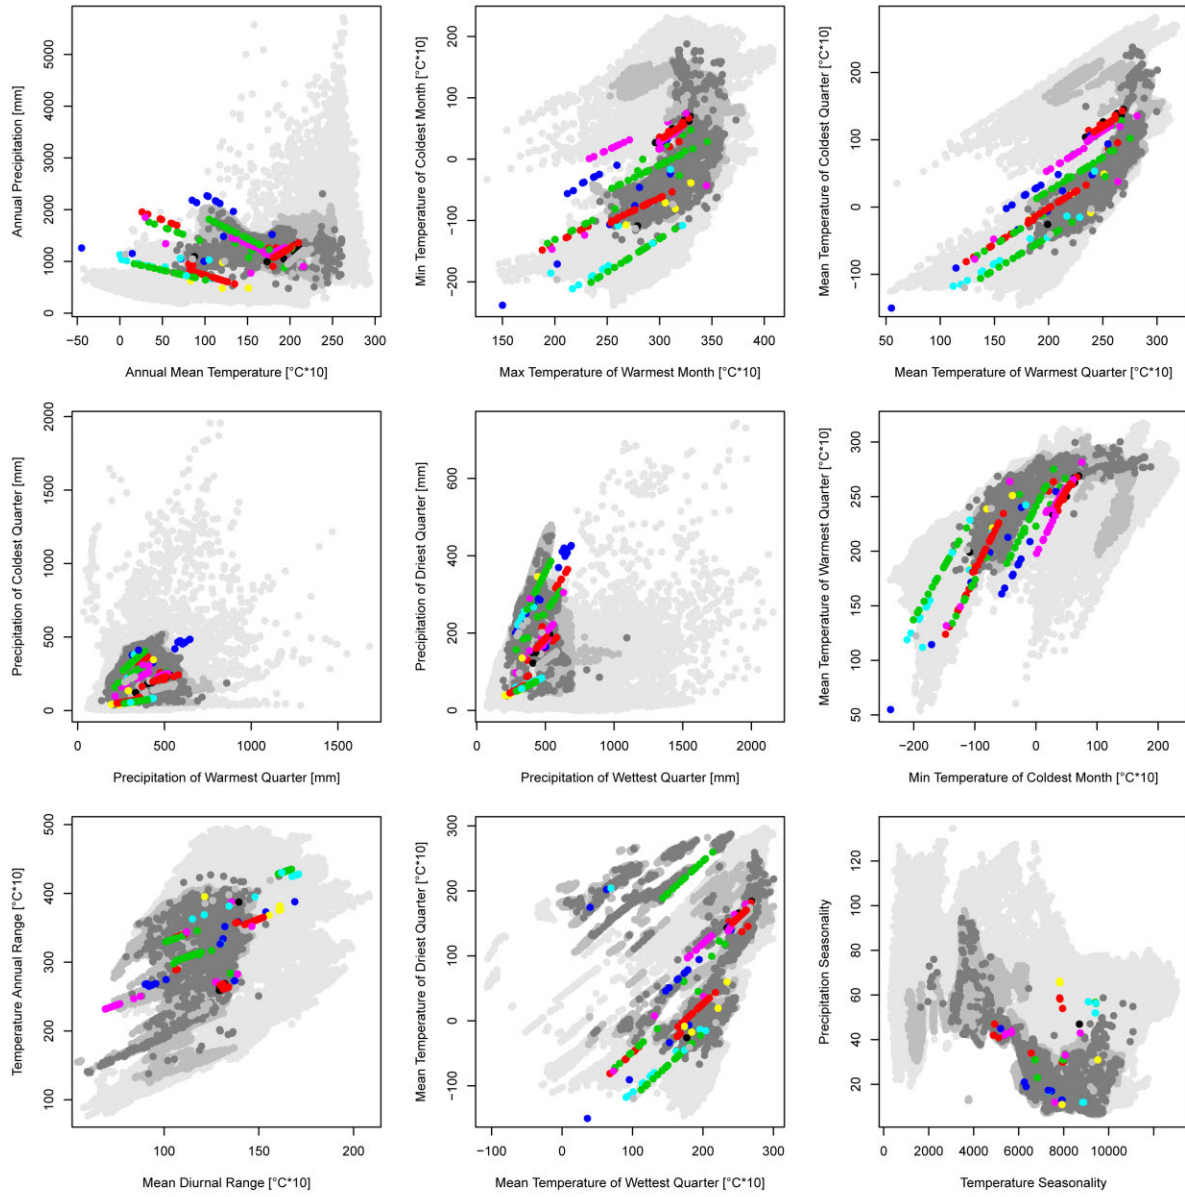 Annual Precipitation [mm]
0 1000 2000 3000 4000 5000
−50 0 50 100 150 200 250 300
Annual Mean Temperature [°C*10]
Min Temperature of Coldest Month [°C*10]
−200 −100 0 100 200
150 200 250 300 350 400
Max Temperature of Warmest Month [°C*10]
Mean Temperature of Coldest Quarter [°C*10]
−100 0 100 200
50 100 150 200 250 300
Mean Temperature of Warmest Quarter [°C*10]
Precipitation of Coldest Quarter [mm]
0 500 1000 1500 2000
0 500 1000 1500
Precipitation of Warmest Quarter [mm]
Precipitation of Driest Quarter [mm]
0 200 400 600
0 500 1000 1500 2000
Precipitation of Wettest Quarter [mm]
Mean Temperature of Warmest Quarter [°C*10]
50 100 150 200 250 300
−200 −100 0 100 200
Min Temperature of Coldest Month [°C*10]
Temperature Annual Range [°C*10]
100 200 300 400 500
100 150 200
Mean Diurnal Range [°C*10]
Mean Temperature of Driest Quarter [°C*10]
−100 0 100 200 300
−100 0 100 200 300
Mean Temperature of Wettest Quarter [°C*10]
Precipitation Seasonality
20 40 60 80 100 120
0 2000 4000 6000 8000 10000
Temperature Seasonality